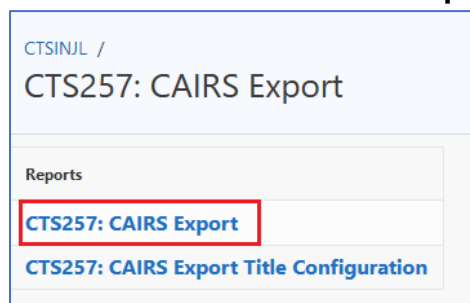 CTSINJL /
CTS257: CAIRS Export
Reports
CTS257: CAIRS Export
CTS257: CAIRS Export Title Configuration